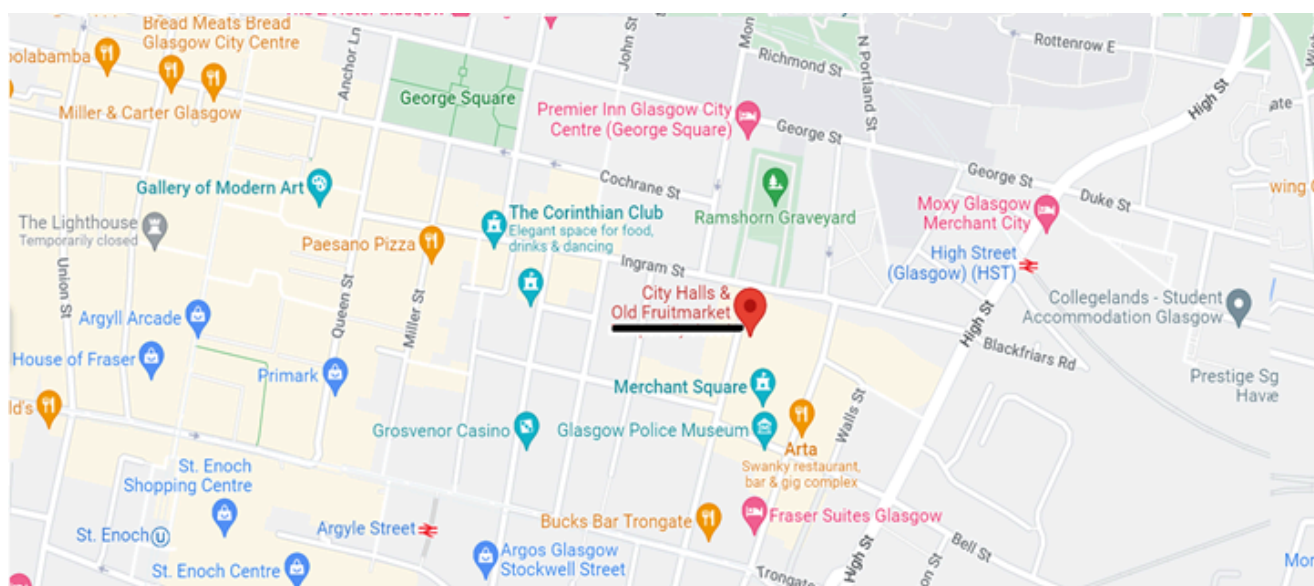 Bread Meats Bread
Glasgow City Centre
Miller & Carter Glasgow
Anchor Ln
George Square
John St
Richmond St
N Portland St
Rottenrow E
High St
Premier Inn Glasgow City
Centre (George Square)
George St
Cochrane St
Gallery of Modern Art
The Lighthouse
Temporarily closed
Paesano Pizza
The Corinthian Club
Elegant space for food,
drinks & dancing
Ramshorn Graveyard
George St
Duke St
Moxy Glasgow
Merchant City
High Street
(Glasgow) (HST)
Ingram St
City Halls &
Old Fruitmarket
Collegelands - Student
Accommodation Glasgow
Union St
Queen St
Miller St
Argyll Arcade
House of Fraser
Primark
High St
Blackfriars Rd
Merchant Square
Prestige Sg
Grosvenor Casino
Glasgow Police Museum
Arta
Swanky restaurant,
bar & gig complex
Walls St
St. Enoch
Shopping Centre
St. Enoch
U
Argyle Street
Bucks Bar Trongate
Fraser Suites Glasgow
St. Enoch Centre
Argos Glasgow
Stockwell Street
Trongate
High St
Bell St